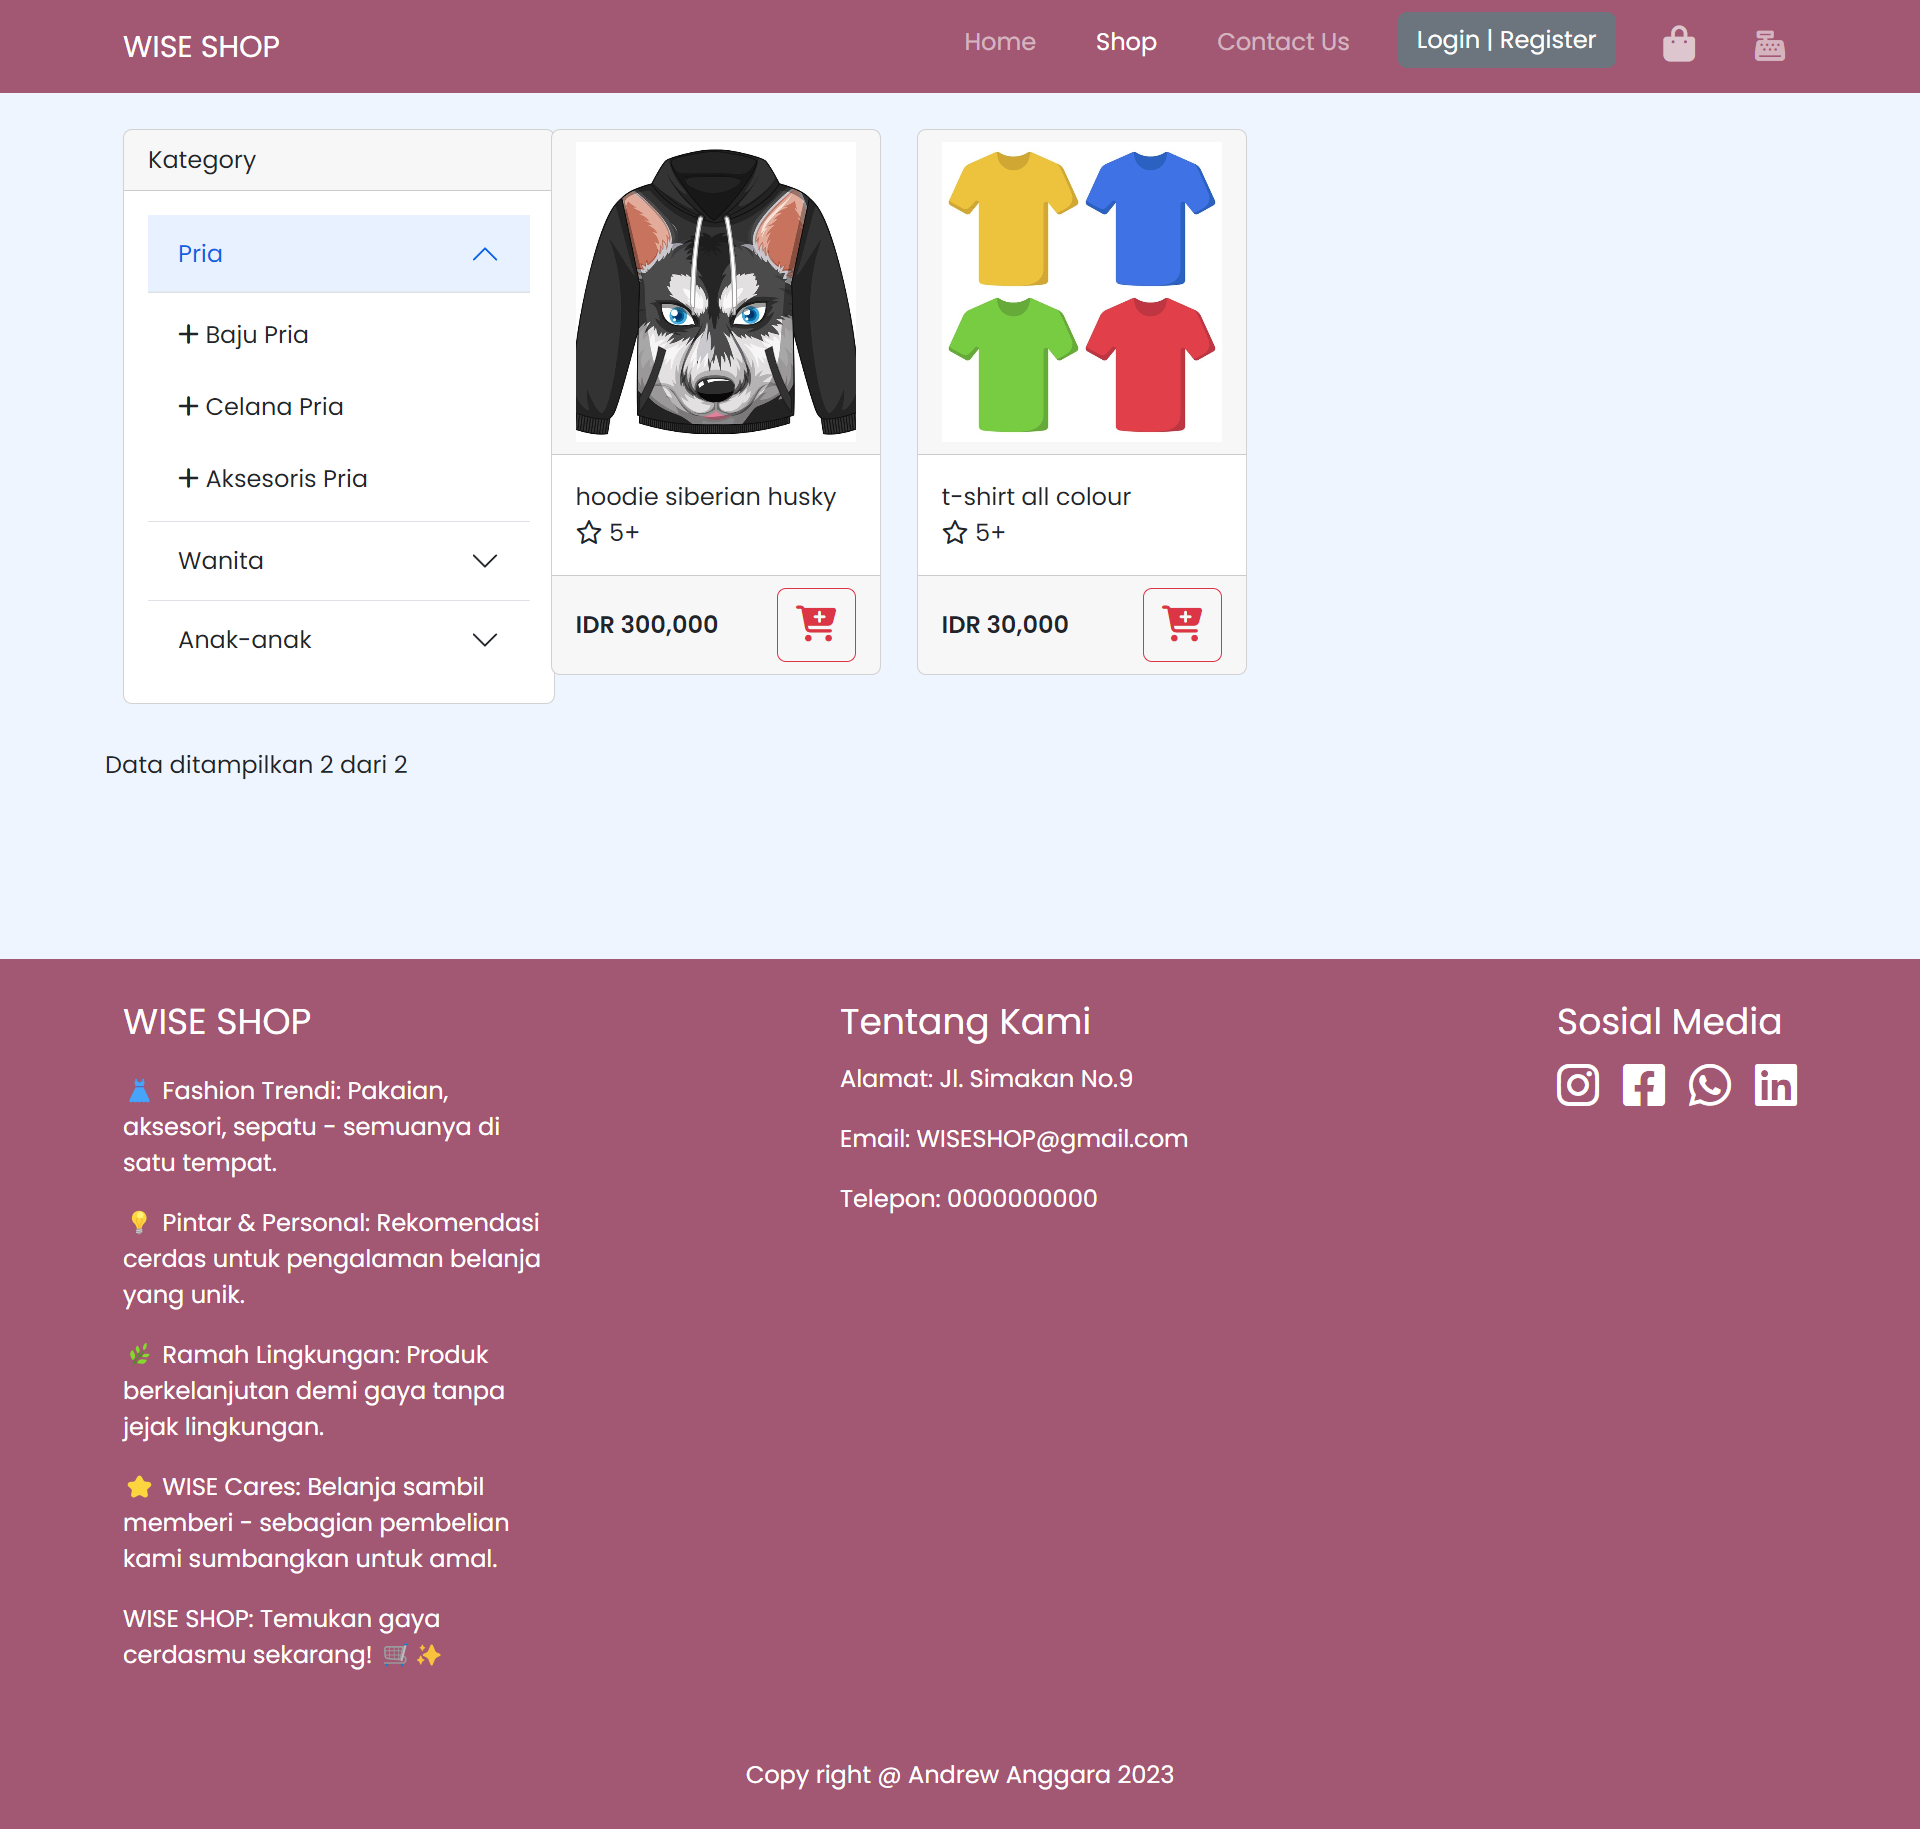 WISE SHOP
Home
Shop
Contact Us
Login | Register
Kategory
Pria
Baju Pria
Celana Pria
Aksesoris Pria
Wanita
Anak-anak
hoodie siberian husky
5+
IDR 300,000
t-shirt all colour
5+
IDR 30,000
Data ditampilkan 2 dari 2
WISE SHOP
👗 Fashion Trendi: Pakaian,
aksesori, sepatu - semuanya di
satu tempat.
💡 Pintar & Personal: Rekomendasi
cerdas untuk pengalaman belanja
yang unik.
🌿 Ramah Lingkungan: Produk
berkelanjutan demi gaya tanpa
jejak lingkungan.
⭐ WISE Cares: Belanja sambil
memberi - sebagian pembelian
kami sumbangkan untuk amal.
WISE SHOP: Temukan gaya
cerdasmu sekarang! 🛒✨
Tentang Kami
Alamat: Jl. Simakan No.9
Email: WISESHOP@gmail.com
Telepon: 0000000000
Sosial Media
Copy right @ Andrew Anggara 2023